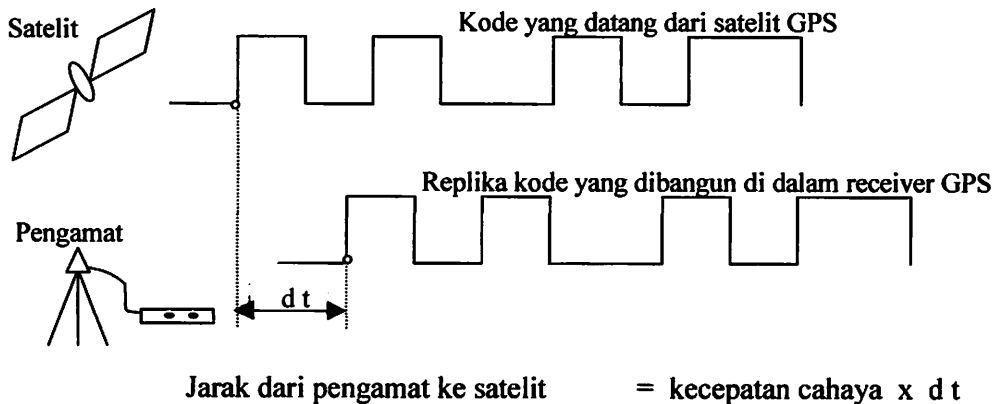 Satelit
Kode yang datang dari satelit GPS
Replika kode yang dibangun di dalam receiver GPS
Pengamat
d t
Jarak dari pengamat ke satelit = kecepatan cahaya x d t